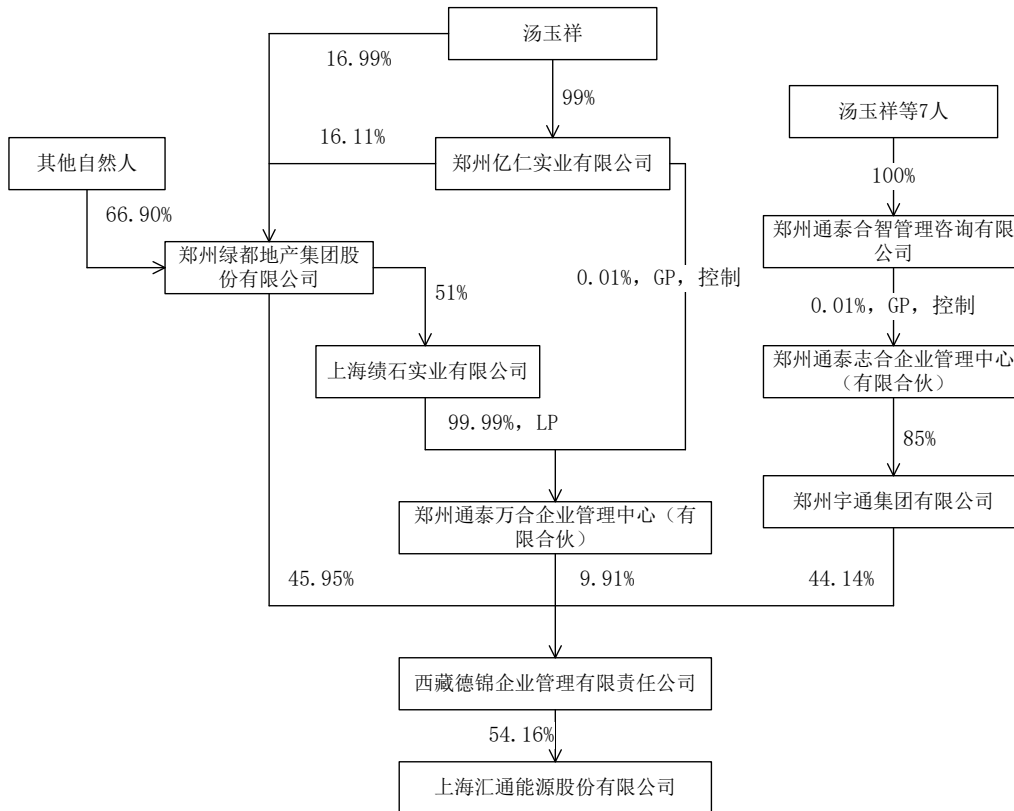 汤玉祥
16.99%
99%
汤玉祥等7人
16.11%
其他自然人
郑州亿仁实业有限公司
100%
66.90%
郑州通泰合智管理咨询有限
公司
郑州绿都地产集团股
份有限公司
51%
0.01%，GP，控制
0.01%，GP，控制
上海绩石实业有限公司
郑州通泰志合企业管理中心
（有限合伙）
99.99%，LP
85%
郑州通泰万合企业管理中心（有
限合伙）
郑州宇通集团有限公司
45.95%
9.91%
44.14%
西藏德锦企业管理有限责任公司
54.16%
上海汇通能源股份有限公司